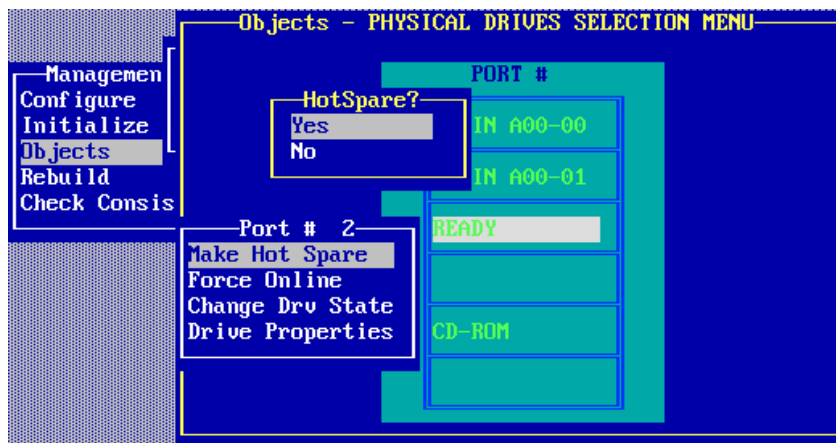 Objects - PHYSICAL DRIVES SELECTION MENU
Managemen
Configure
Initialize
Objects
Rebuild
Check Consis
PORT #
HotSpare?
Yes
No
IN A00-00
IN A00-01
READY
CD-ROM
Port # 2
Make Hot Spare
Force Online
Change Drv State
Drive Properties